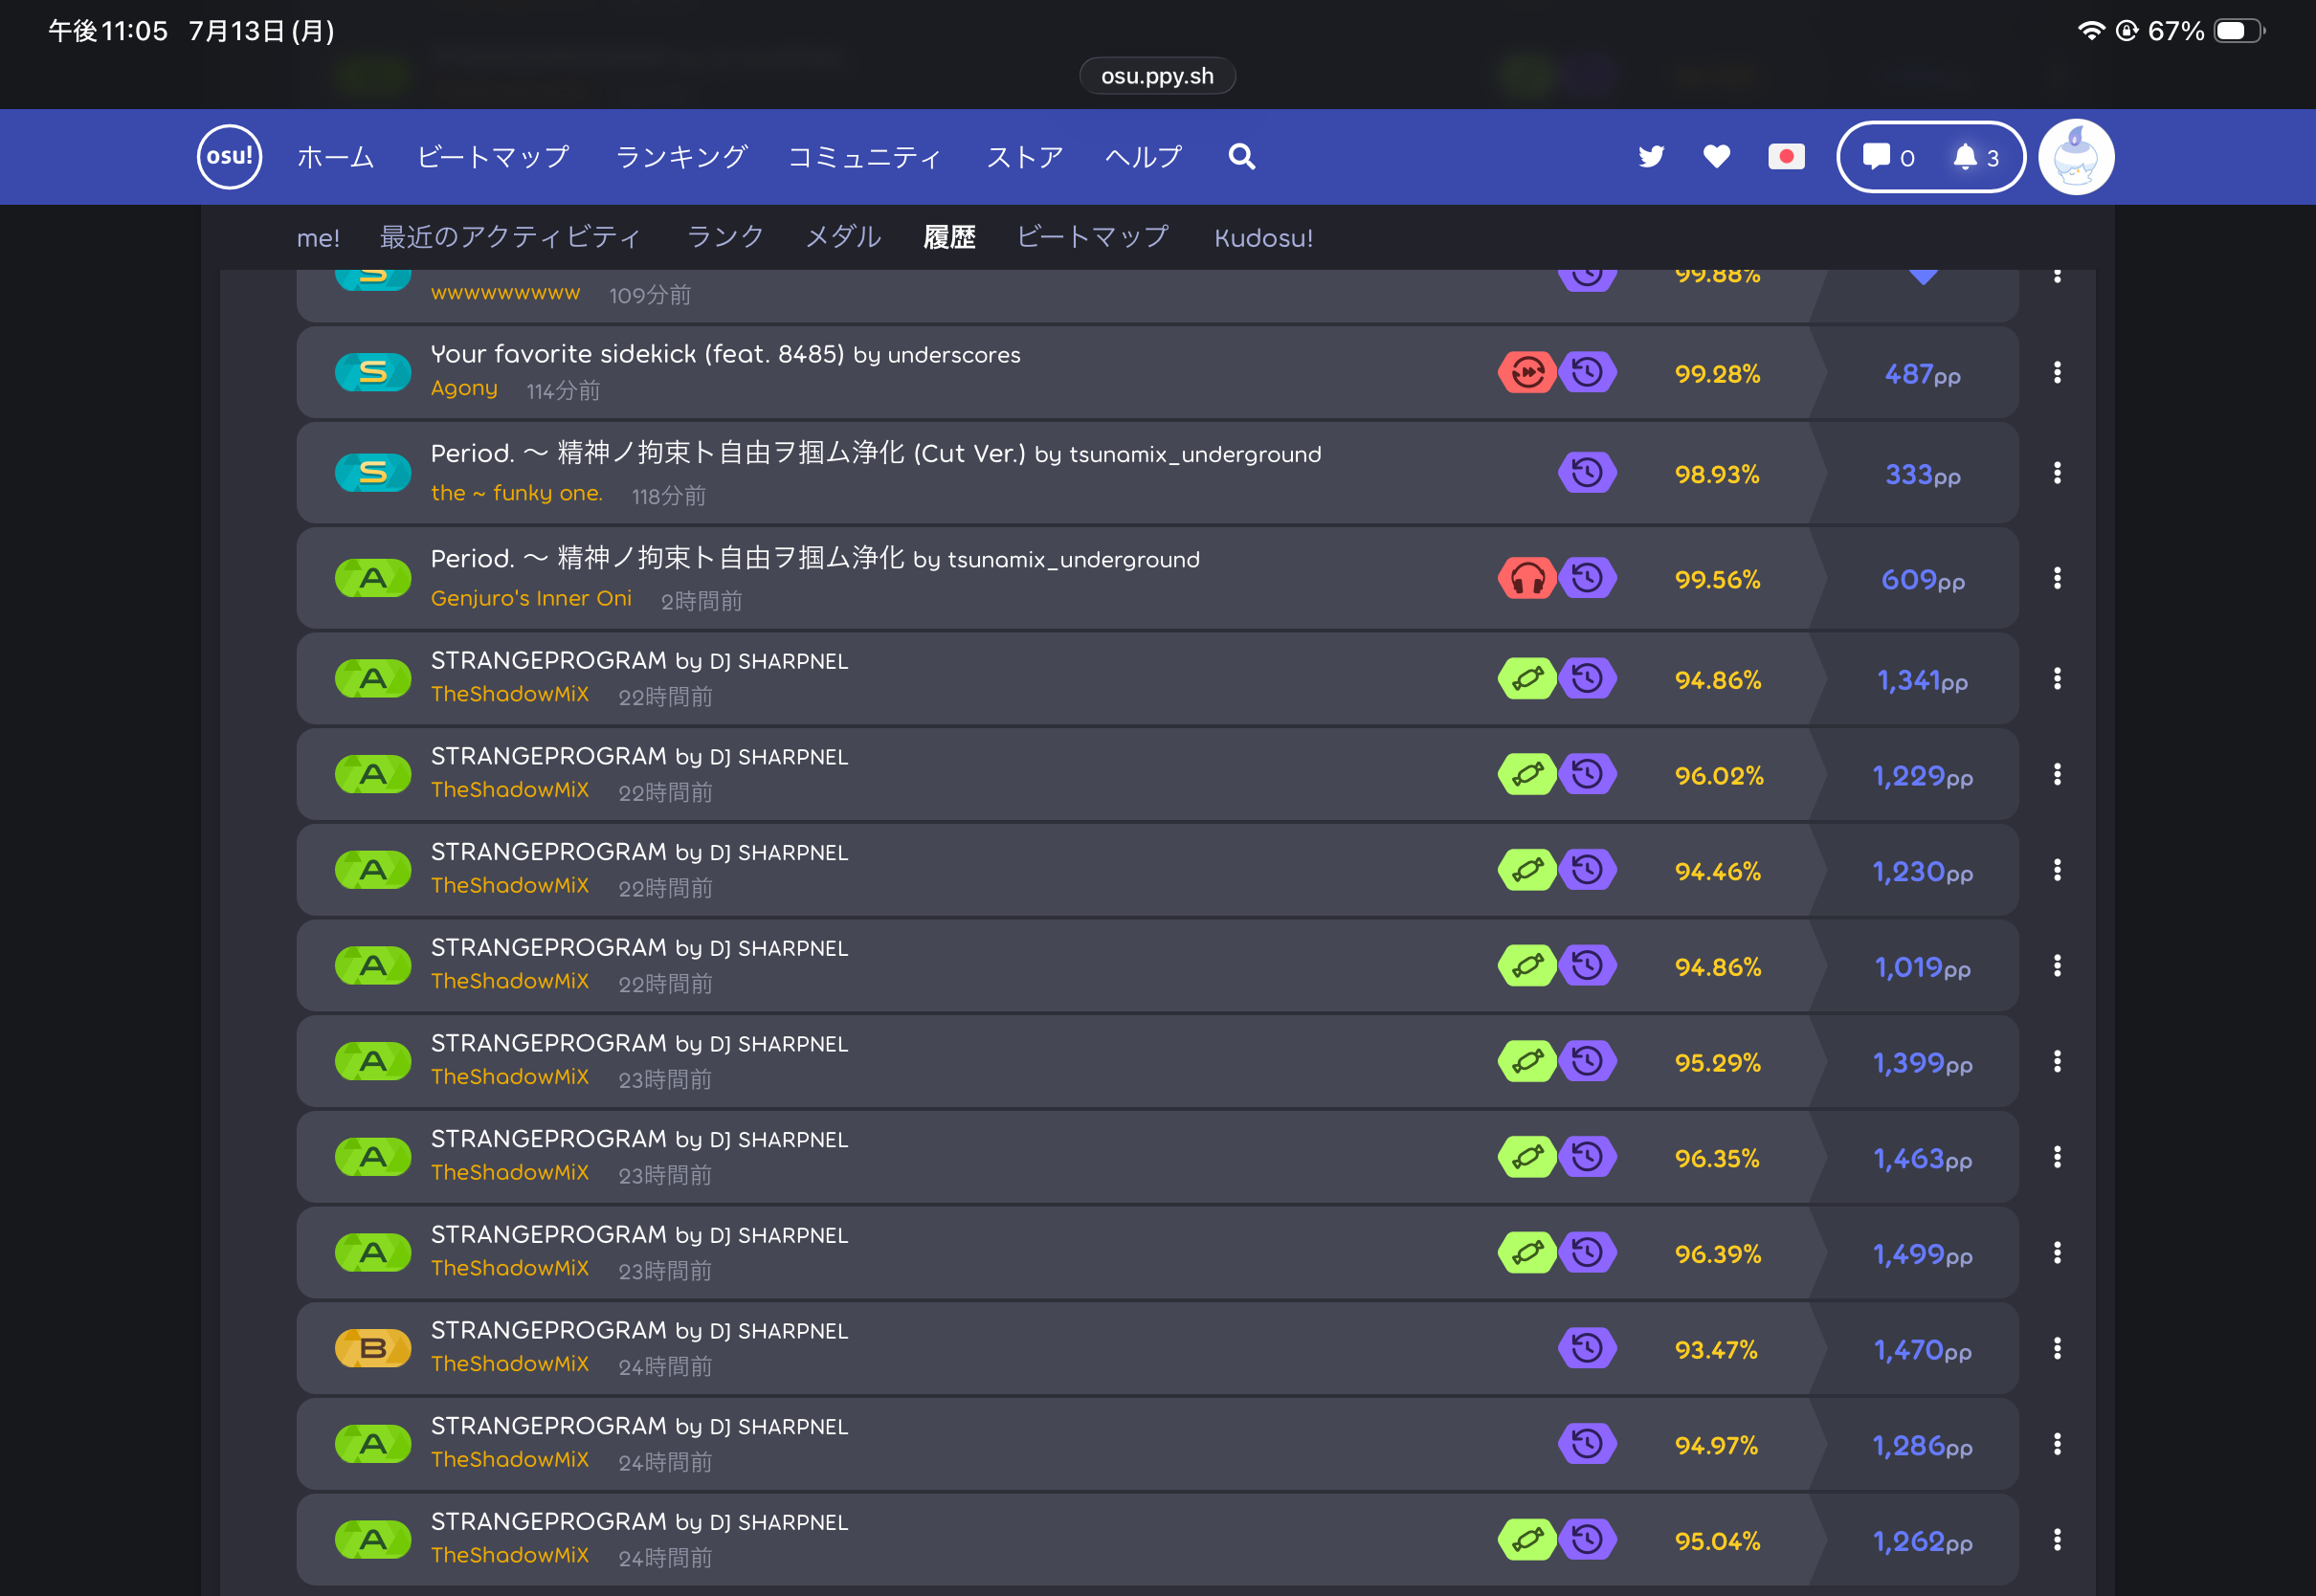 午後11:05 7月13日(月) 67%
osu.ppy.sh
osu! ホーム ビートマップ ランキング コミュニティ ストア ヘルプ 0 3
me! 最近のアクティビティ ランク メダル 履歴 ビートマップ Kudosu!
S 99.88%
wwwwwwwww 109分前
S Your favorite sidekick (feat. 8485) by underscores 99.28% 487pp
Agony 114分前
S Period. ～ 精神ノ拘束ト自由ヲ掴ム浄化 (Cut Ver.) by tsunamix_underground 98.93% 333pp
the ~ funky one. 118分前
A Period. ～ 精神ノ拘束ト自由ヲ掴ム浄化 by tsunamix_underground 99.56% 609pp
Genjuro's Inner Oni 2時間前
A STRANGEPROGRAM by DJ SHARPNEL 94.86% 1,341pp
TheShadowMiX 22時間前
A STRANGEPROGRAM by DJ SHARPNEL 96.02% 1,229pp
TheShadowMiX 22時間前
A STRANGEPROGRAM by DJ SHARPNEL 94.46% 1,230pp
TheShadowMiX 22時間前
A STRANGEPROGRAM by DJ SHARPNEL 94.86% 1,019pp
TheShadowMiX 22時間前
A STRANGEPROGRAM by DJ SHARPNEL 95.29% 1,399pp
TheShadowMiX 23時間前
A STRANGEPROGRAM by DJ SHARPNEL 96.35% 1,463pp
TheShadowMiX 23時間前
A STRANGEPROGRAM by DJ SHARPNEL 96.39% 1,499pp
TheShadowMiX 23時間前
B STRANGEPROGRAM by DJ SHARPNEL 93.47% 1,470pp
TheShadowMiX 24時間前
A STRANGEPROGRAM by DJ SHARPNEL 94.97% 1,286pp
TheShadowMiX 24時間前
A STRANGEPROGRAM by DJ SHARPNEL 95.04% 1,262pp
TheShadowMiX 24時間前